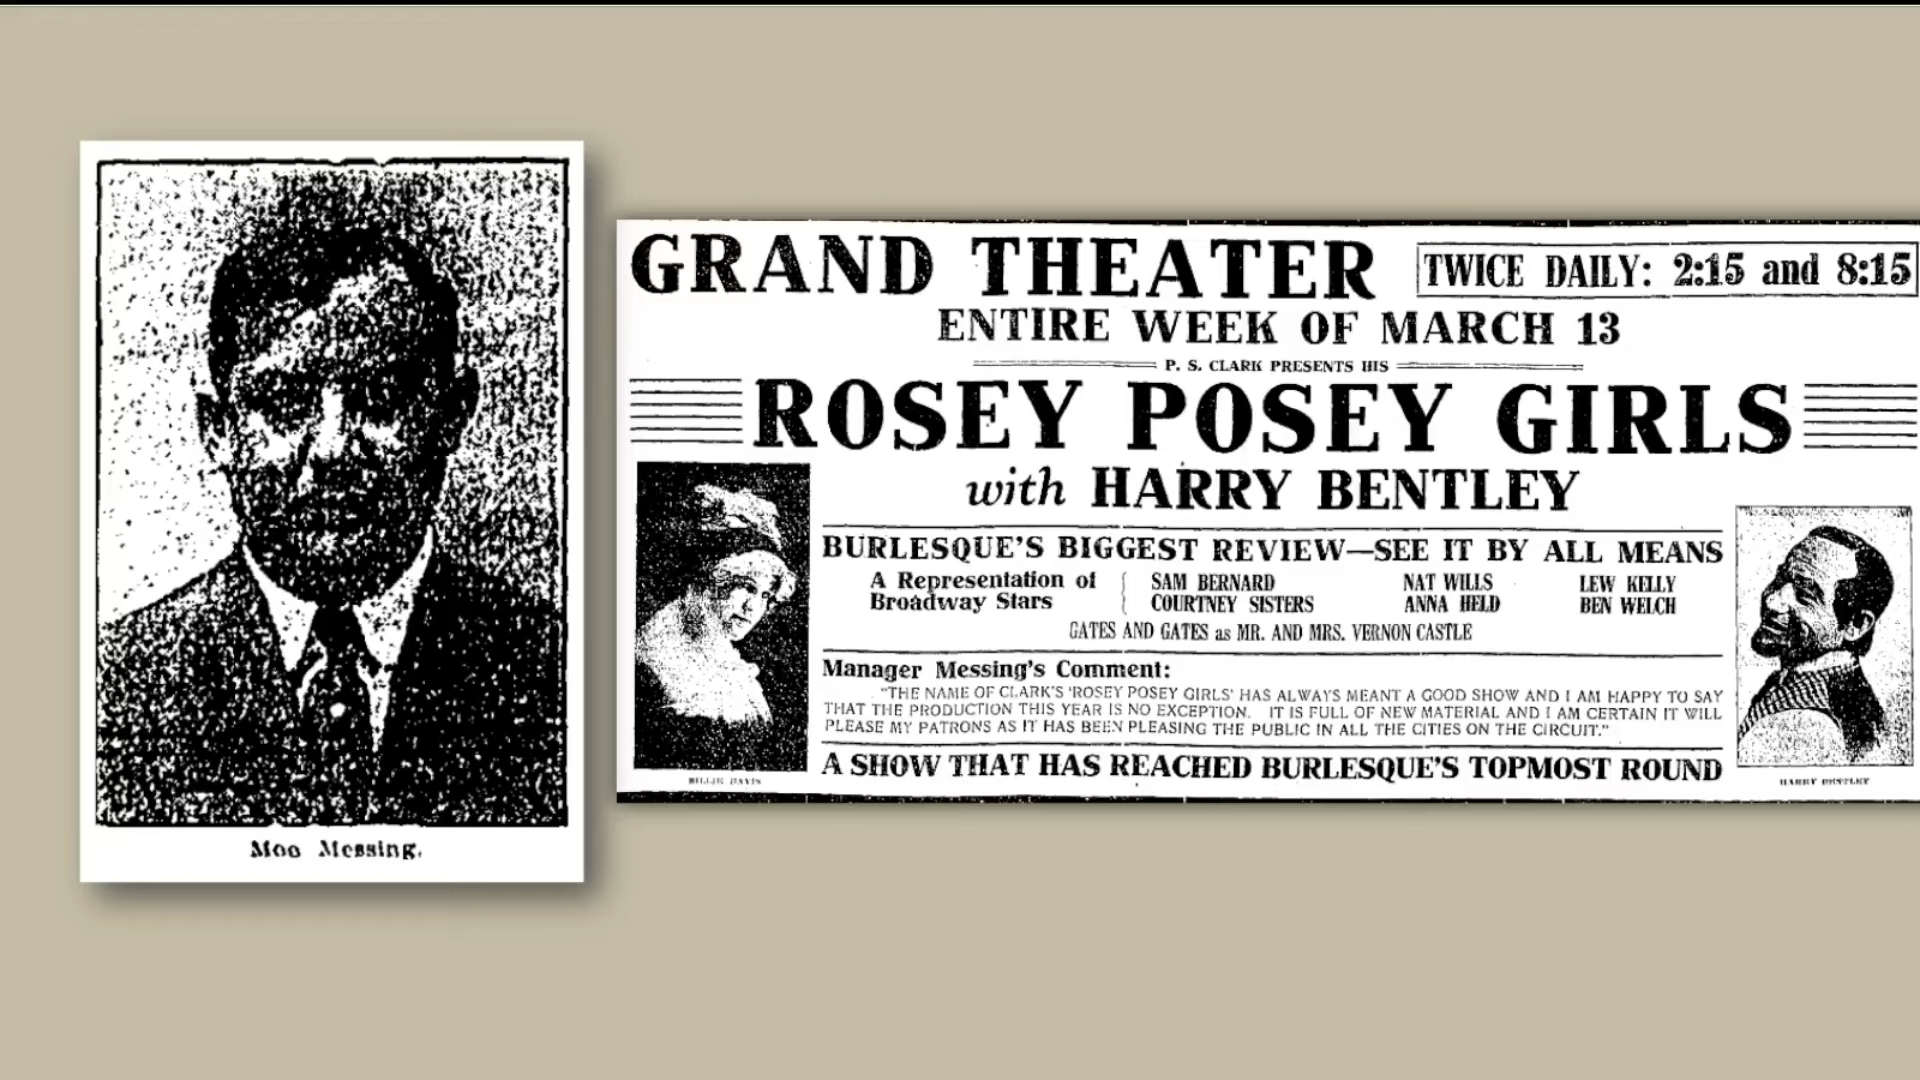 Moe Messing.
GRAND THEATER
TWICE DAILY: 2:15 and 8:15
ENTIRE WEEK OF MARCH 13
P. S. CLARK PRESENTS HIS
ROSEY POSEY GIRLS
with HARRY BENTLEY
BURLESQUE'S BIGGEST REVIEW—SEE IT BY ALL MEANS
A Representation of Broadway Stars
SAM BERNARD NAT WILLS LEW KELLY
COURTNEY SISTERS ANNA HELD BEN WELCH
GATES AND GATES as MR. AND MRS. VERNON CASTLE
Manager Messing's Comment:
"THE NAME OF CLARK'S 'ROSEY POSEY GIRLS' HAS ALWAYS MEANT A GOOD SHOW AND I AM HAPPY TO SAY
THAT THE PRODUCTION THIS YEAR IS NO EXCEPTION. IT IS FULL OF NEW MATERIAL AND I AM CERTAIN IT WILL
PLEASE MY PATRONS AS IT HAS BEEN PLEASING THE PUBLIC IN ALL THE CITIES ON THE CIRCUIT."
A SHOW THAT HAS REACHED BURLESQUE'S TOPMOST ROUND
BILLIE DAVIS
HARRY BENTLEY